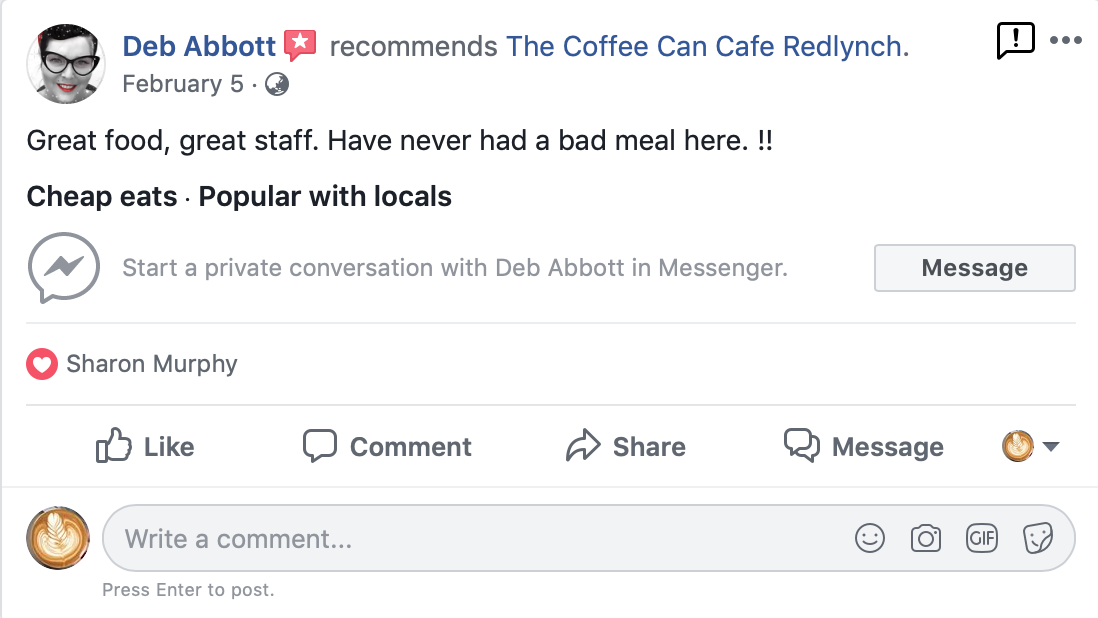 Deb Abbott recommends The Coffee Can Cafe Redlynch.
February 5 ·
Great food, great staff. Have never had a bad meal here. !!
Cheap eats · Popular with locals
Start a private conversation with Deb Abbott in Messenger.
Message
Sharon Murphy
Like Comment Share Message
Write a comment... GIF
Press Enter to post.